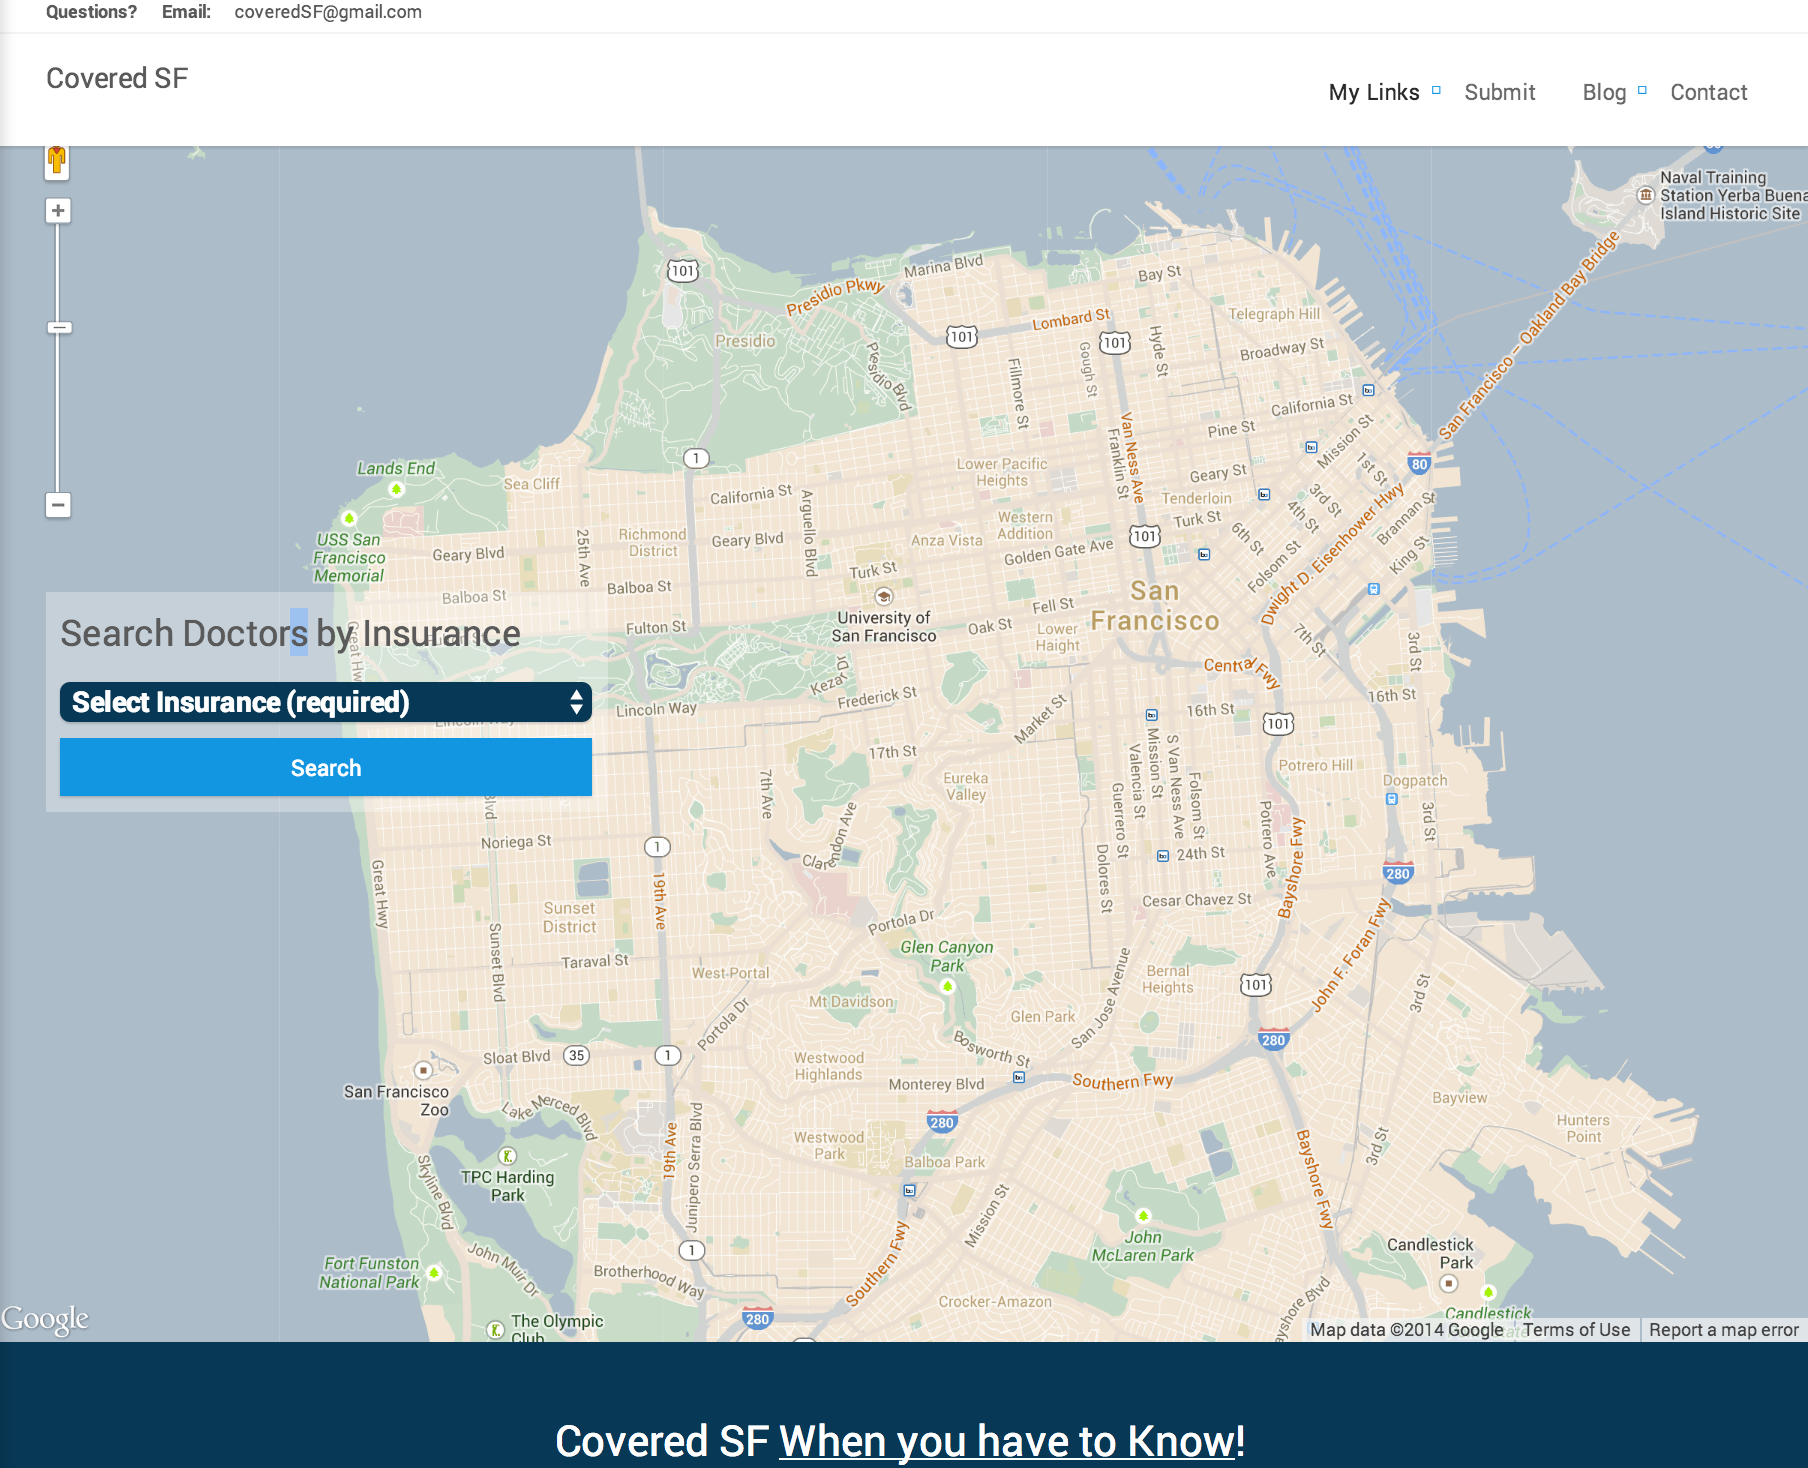 Questions? Email: coveredSF@gmail.com
Covered SF
My Links Submit Blog Contact
Naval Training
Station Yerba Buena
Island Historic Site
San Francisco – Oakland Bay Bridge
101
Marina Blvd
Presidio Pkwy
Bay St
Lombard St
Telegraph Hill
101
101
Presidio
Presidio Blvd
Fillmore St
Gough St
Hyde St
Broadway St
California St
Pine St
Mission St
Van Ness Ave
Franklin St
Lands End
1
Sea Cliff
Lower Pacific
Heights
Geary St
1st St
80
California St
Arguello Blvd
Tenderloin
3rd St
4th St
Brannan St
USS San
Francisco
Memorial
Geary Blvd
25th Ave
Richmond
District
Geary Blvd
Anza Vista
Western
Addition
Golden Gate Ave
101
Turk St
6th St
Folsom St
Dwight D. Eisenhower Hwy
King St
Balboa St
Balboa St
Turk St
University of
San Francisco
Fell St
San
Francisco
Search Doctors by Insurance
Great Hwy
Fulton St
Oak St
Lower
Haight
7th St
3rd St
Central Fwy
Select Insurance (required)
Lincoln Way
Lincoln Way
Kezar Dr
Frederick St
Market St
16th St
16th St
101
Search
17th St
7th Ave
Eureka
Valley
Valencia St
Mission St
S Van Ness Ave
Folsom St
Guerrero St
Potrero Hill
Dogpatch
3rd St
Potrero Ave
Bayshore Fwy
Blvd
Noriega St
1
Clarendon Ave
Dolores St
24th St
280
Great Hwy
19th Ave
Sunset
District
Cesar Chavez St
Portola Dr
Sunset Blvd
Taraval St
West Portal
Glen Canyon
Park
John F. Foran Fwy
Bernal
Heights
101
3rd St
Mt Davidson
Glen Park
San Jose Avenue
Portola Dr
280
Sloat Blvd
35
1
Westwood
Highlands
Bosworth St
Monterey Blvd
Southern Fwy
San Francisco
Zoo
Lake Merced Blvd
Bayview
Hunters
Point
280
19th Ave
Junipero Serra Blvd
Westwood
Park
Balboa Park
3rd St
Bayshore Fwy
TPC Harding
Park
Skyline Blvd
Mission St
John
McLaren Park
Candlestick
Park
1
Fort Funston
National Park
John Muir Dr
Brotherhood Way
Southern Fwy
Crocker-Amazon
ayshore Blvd
Candlestick
The Olympic
Club
280
Google
Map data ©2014 Google Terms of Use Report a map error
Covered SF When you have to Know!